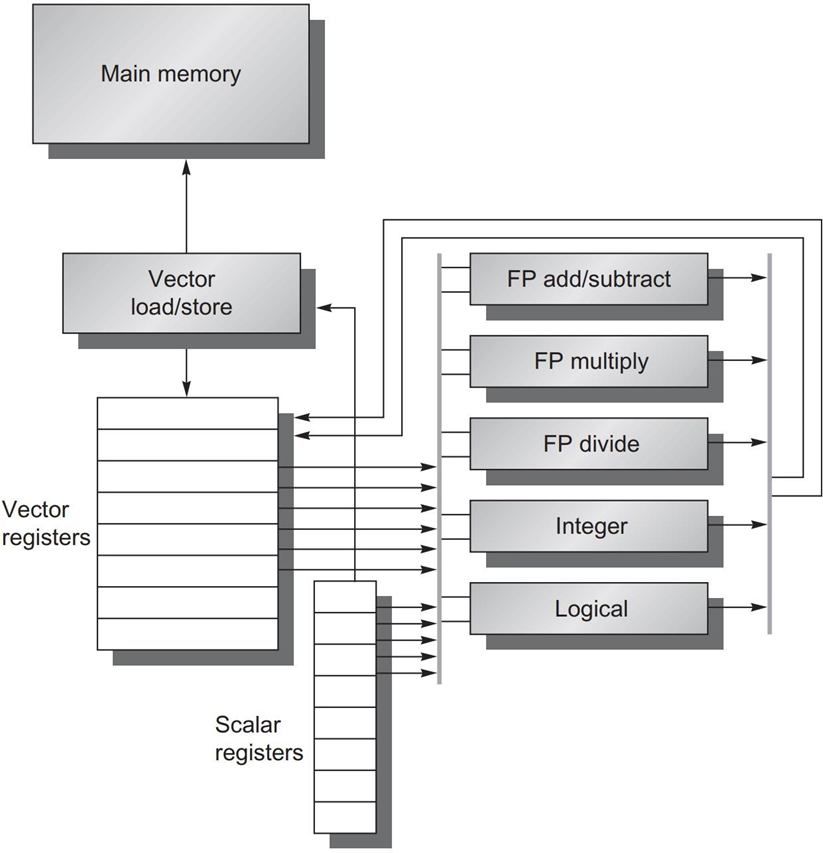 Main memory
Vector
load/store
FP add/subtract
FP multiply
FP divide
Integer
Logical
Vector
registers
Scalar
registers